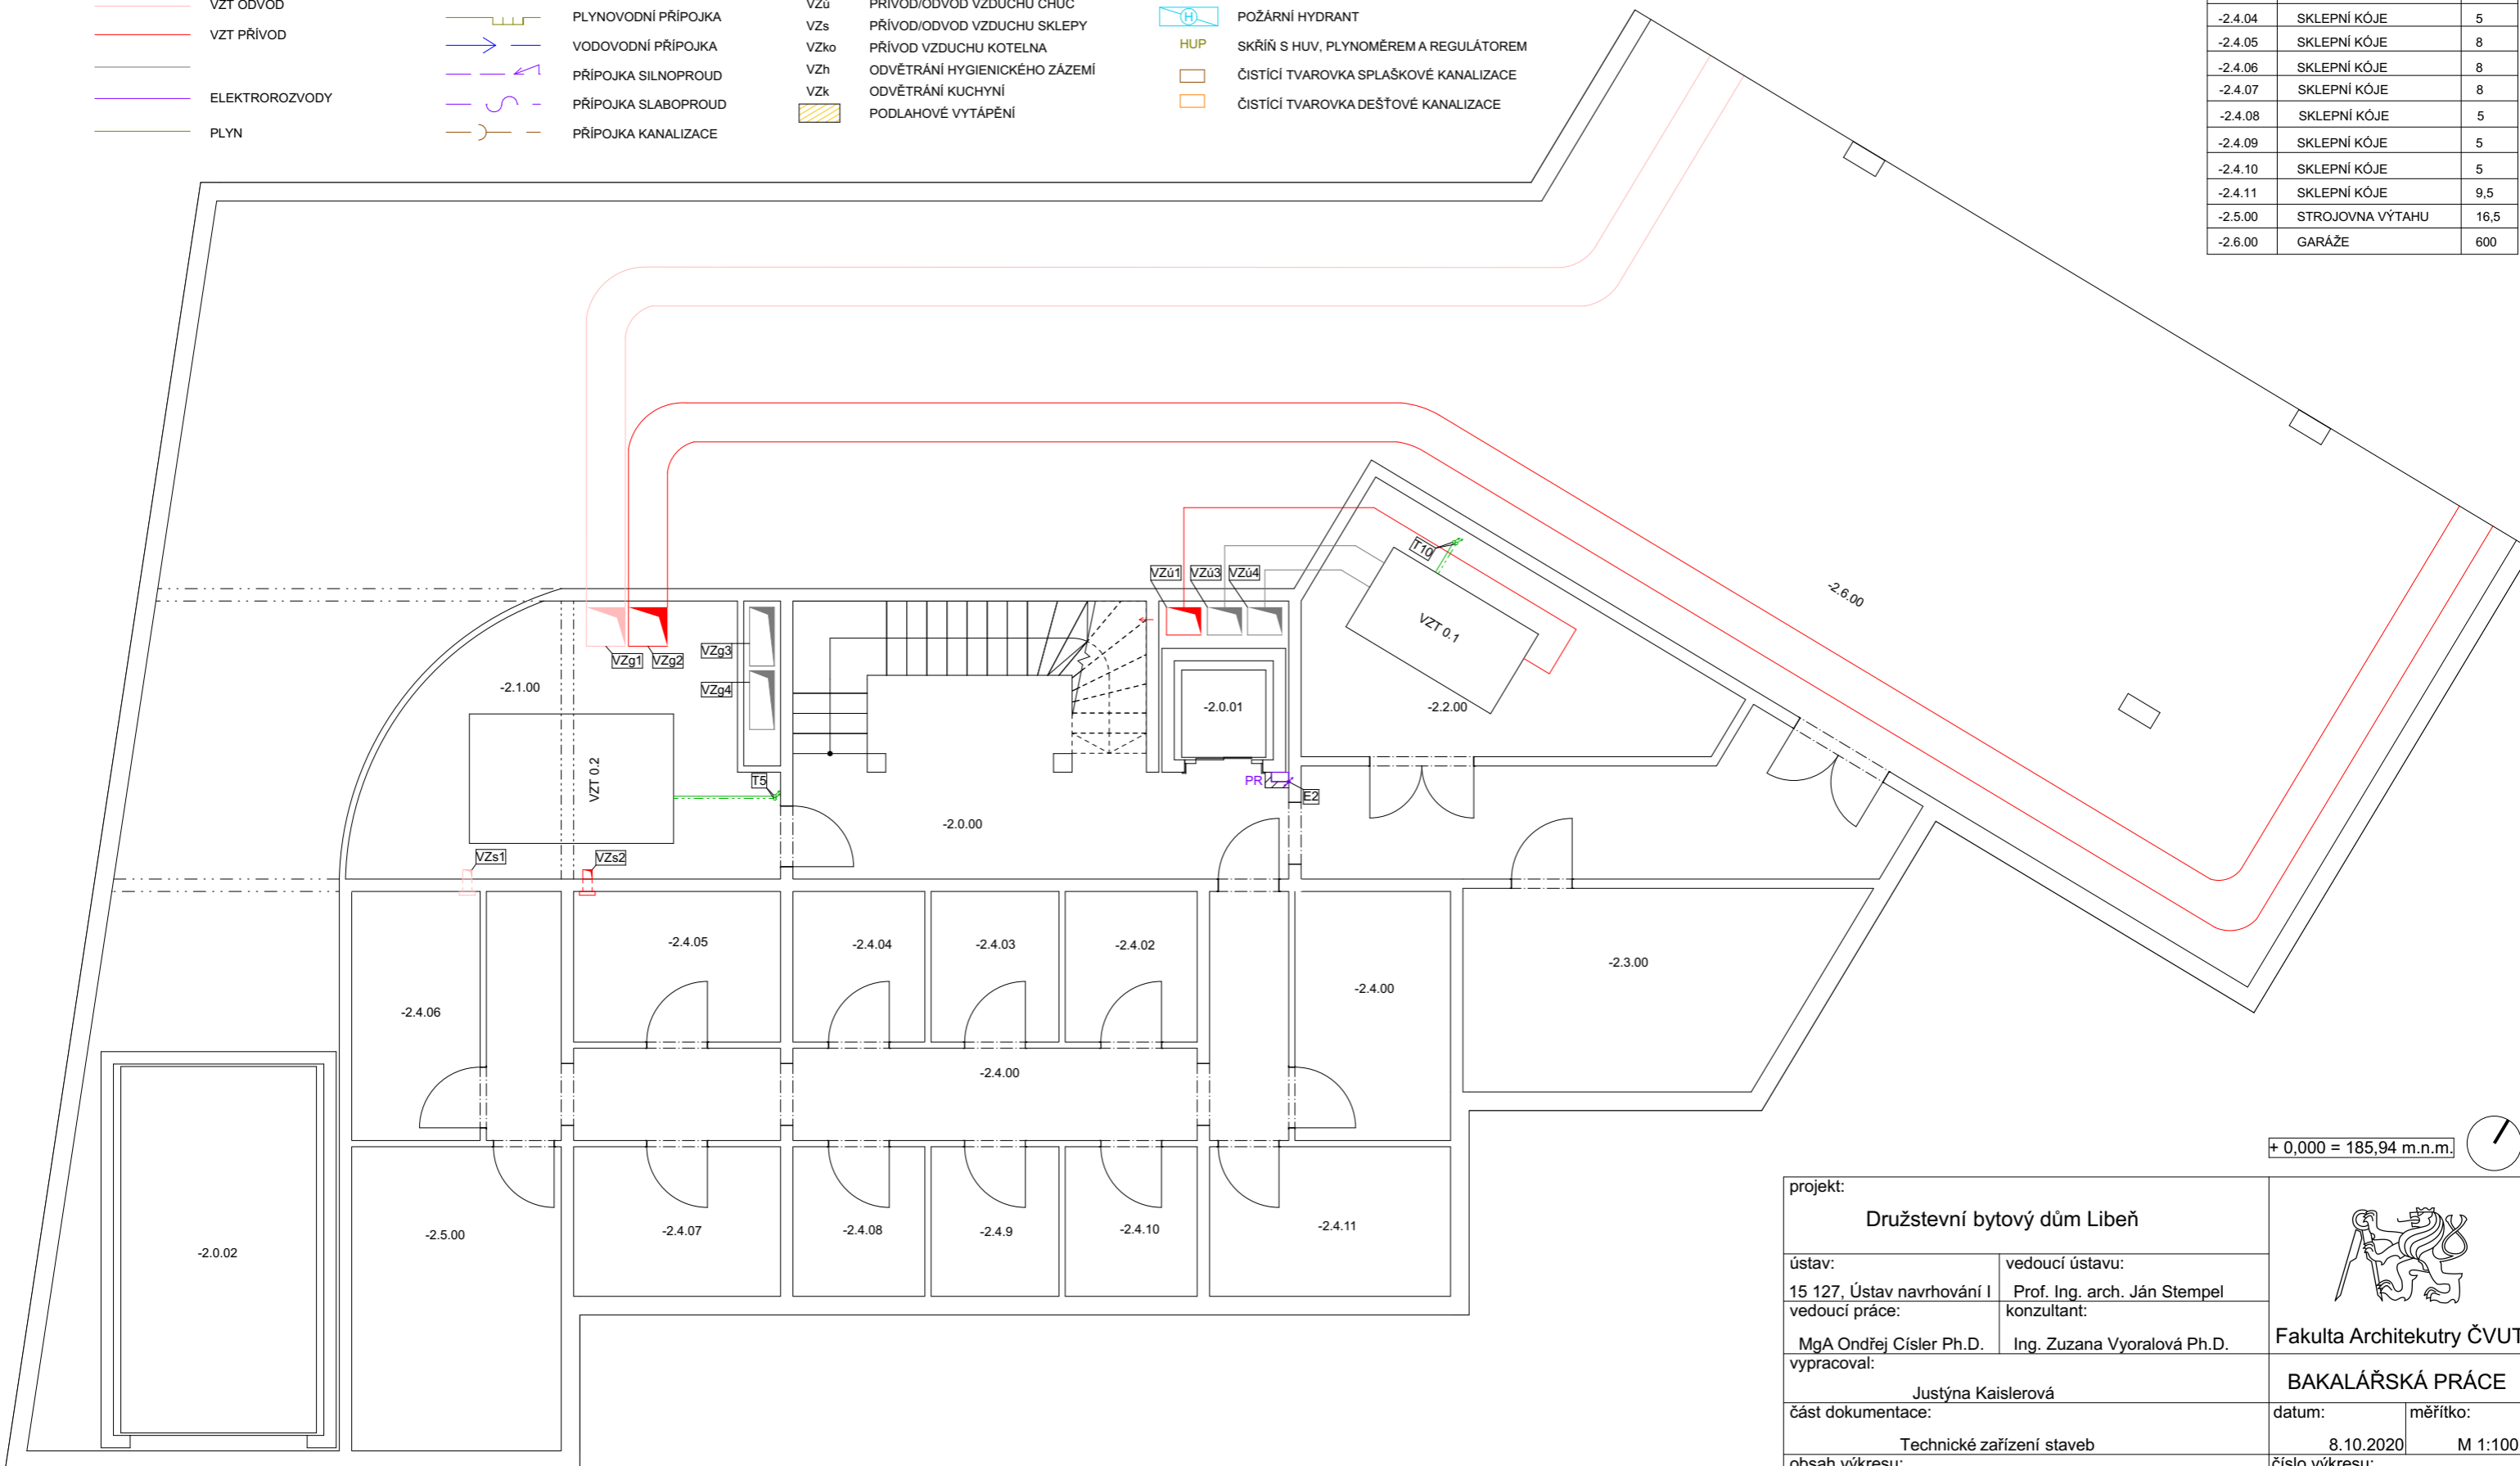 VZT ODVOD
VZT PŘÍVOD
ELEKTROROZVODY
PLYN
PLYNOVODNÍ PŘÍPOJKA
VODOVODNÍ PŘÍPOJKA
PŘÍPOJKA SILNOPROUD
PŘÍPOJKA SLABOPROUD
PŘÍPOJKA KANALIZACE
VZú PŘÍVOD/ODVOD VZDUCHU CHÚC
VZs PŘÍVOD/ODVOD VZDUCHU SKLEPY
VZko PŘÍVOD VZDUCHU KOTELNA
VZh ODVĚTRÁNÍ HYGIENICKÉHO ZÁZEMÍ
VZk ODVĚTRÁNÍ KUCHYNÍ
PODLAHOVÉ VYTÁPĚNÍ
H POŽÁRNÍ HYDRANT
HUP SKŘÍŇ S HUV, PLYNOMĚREM A REGULÁTOREM
ČISTÍCÍ TVAROVKA SPLAŠKOVÉ KANALIZACE
ČISTÍCÍ TVAROVKA DEŠŤOVÉ KANALIZACE
-2.4.04 SKLEPNÍ KÓJE 5
-2.4.05 SKLEPNÍ KÓJE 8
-2.4.06 SKLEPNÍ KÓJE 8
-2.4.07 SKLEPNÍ KÓJE 8
-2.4.08 SKLEPNÍ KÓJE 5
-2.4.09 SKLEPNÍ KÓJE 5
-2.4.10 SKLEPNÍ KÓJE 5
-2.4.11 SKLEPNÍ KÓJE 9,5
-2.5.00 STROJOVNA VÝTAHU 16,5
-2.6.00 GARÁŽE 600
T10
VZú1 VZú3 VZú4
-2.6.00
VZT 0.1
VZg1 VZg2 VZg3
-2.1.00
VZg4
-2.0.01
-2.2.00
VZT 0.2
T5
PR
E2
-2.0.00
VZs1 VZs2
-2.4.05
-2.4.04
-2.4.03
-2.4.02
-2.3.00
-2.4.00
-2.4.06
-2.4.00
-2.4.07
-2.4.08
-2.4.9
-2.4.10
-2.4.11
-2.5.00
-2.0.02
+ 0,000 = 185,94 m.n.m.
projekt:
Družstevní bytový dům Libeň
ústav:
15 127, Ústav navrhování I
vedoucí ústavu:
Prof. Ing. arch. Ján Stempel
vedoucí práce:
MgA Ondřej Císler Ph.D.
konzultant:
Ing. Zuzana Vyoralová Ph.D.
Fakulta Architekutry ČVUT
vypracoval:
Justýna Kaislerová
BAKALÁŘSKÁ PRÁCE
část dokumentace:
Technické zařízení staveb
datum:
8.10.2020
měřítko:
M 1:100
obsah výkresu:
číslo výkresu: